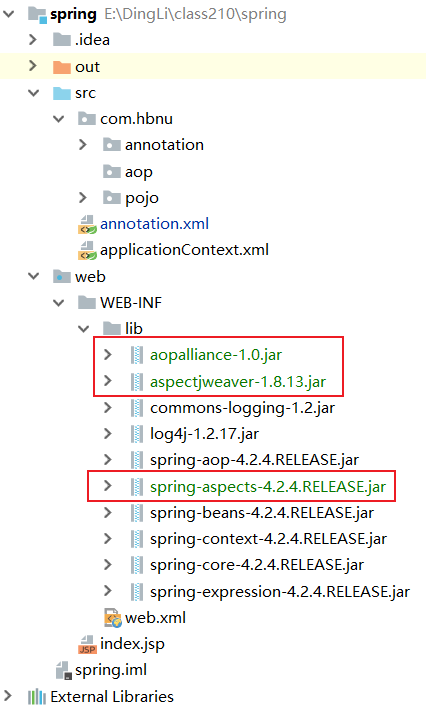 spring E:\DingLi\class210\spring
.idea
out
src
com.hbnu
annotation
aop
pojo
annotation.xml
applicationContext.xml
web
WEB-INF
lib
aopalliance-1.0.jar
aspectjweaver-1.8.13.jar
commons-logging-1.2.jar
log4j-1.2.17.jar
spring-aop-4.2.4.RELEASE.jar
spring-aspects-4.2.4.RELEASE.jar
spring-beans-4.2.4.RELEASE.jar
spring-context-4.2.4.RELEASE.jar
spring-core-4.2.4.RELEASE.jar
spring-expression-4.2.4.RELEASE.jar
web.xml
JSP index.jsp
spring.iml
External Libraries